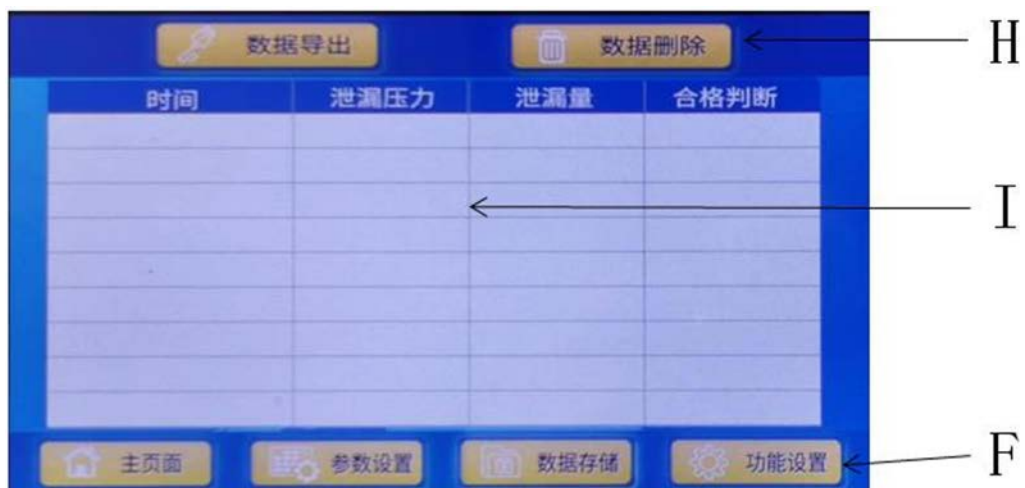 数据导出 数据删除 H
时间 泄漏压力 泄漏量 合格判断
I
主页面 参数设置 数据存储 功能设置 F